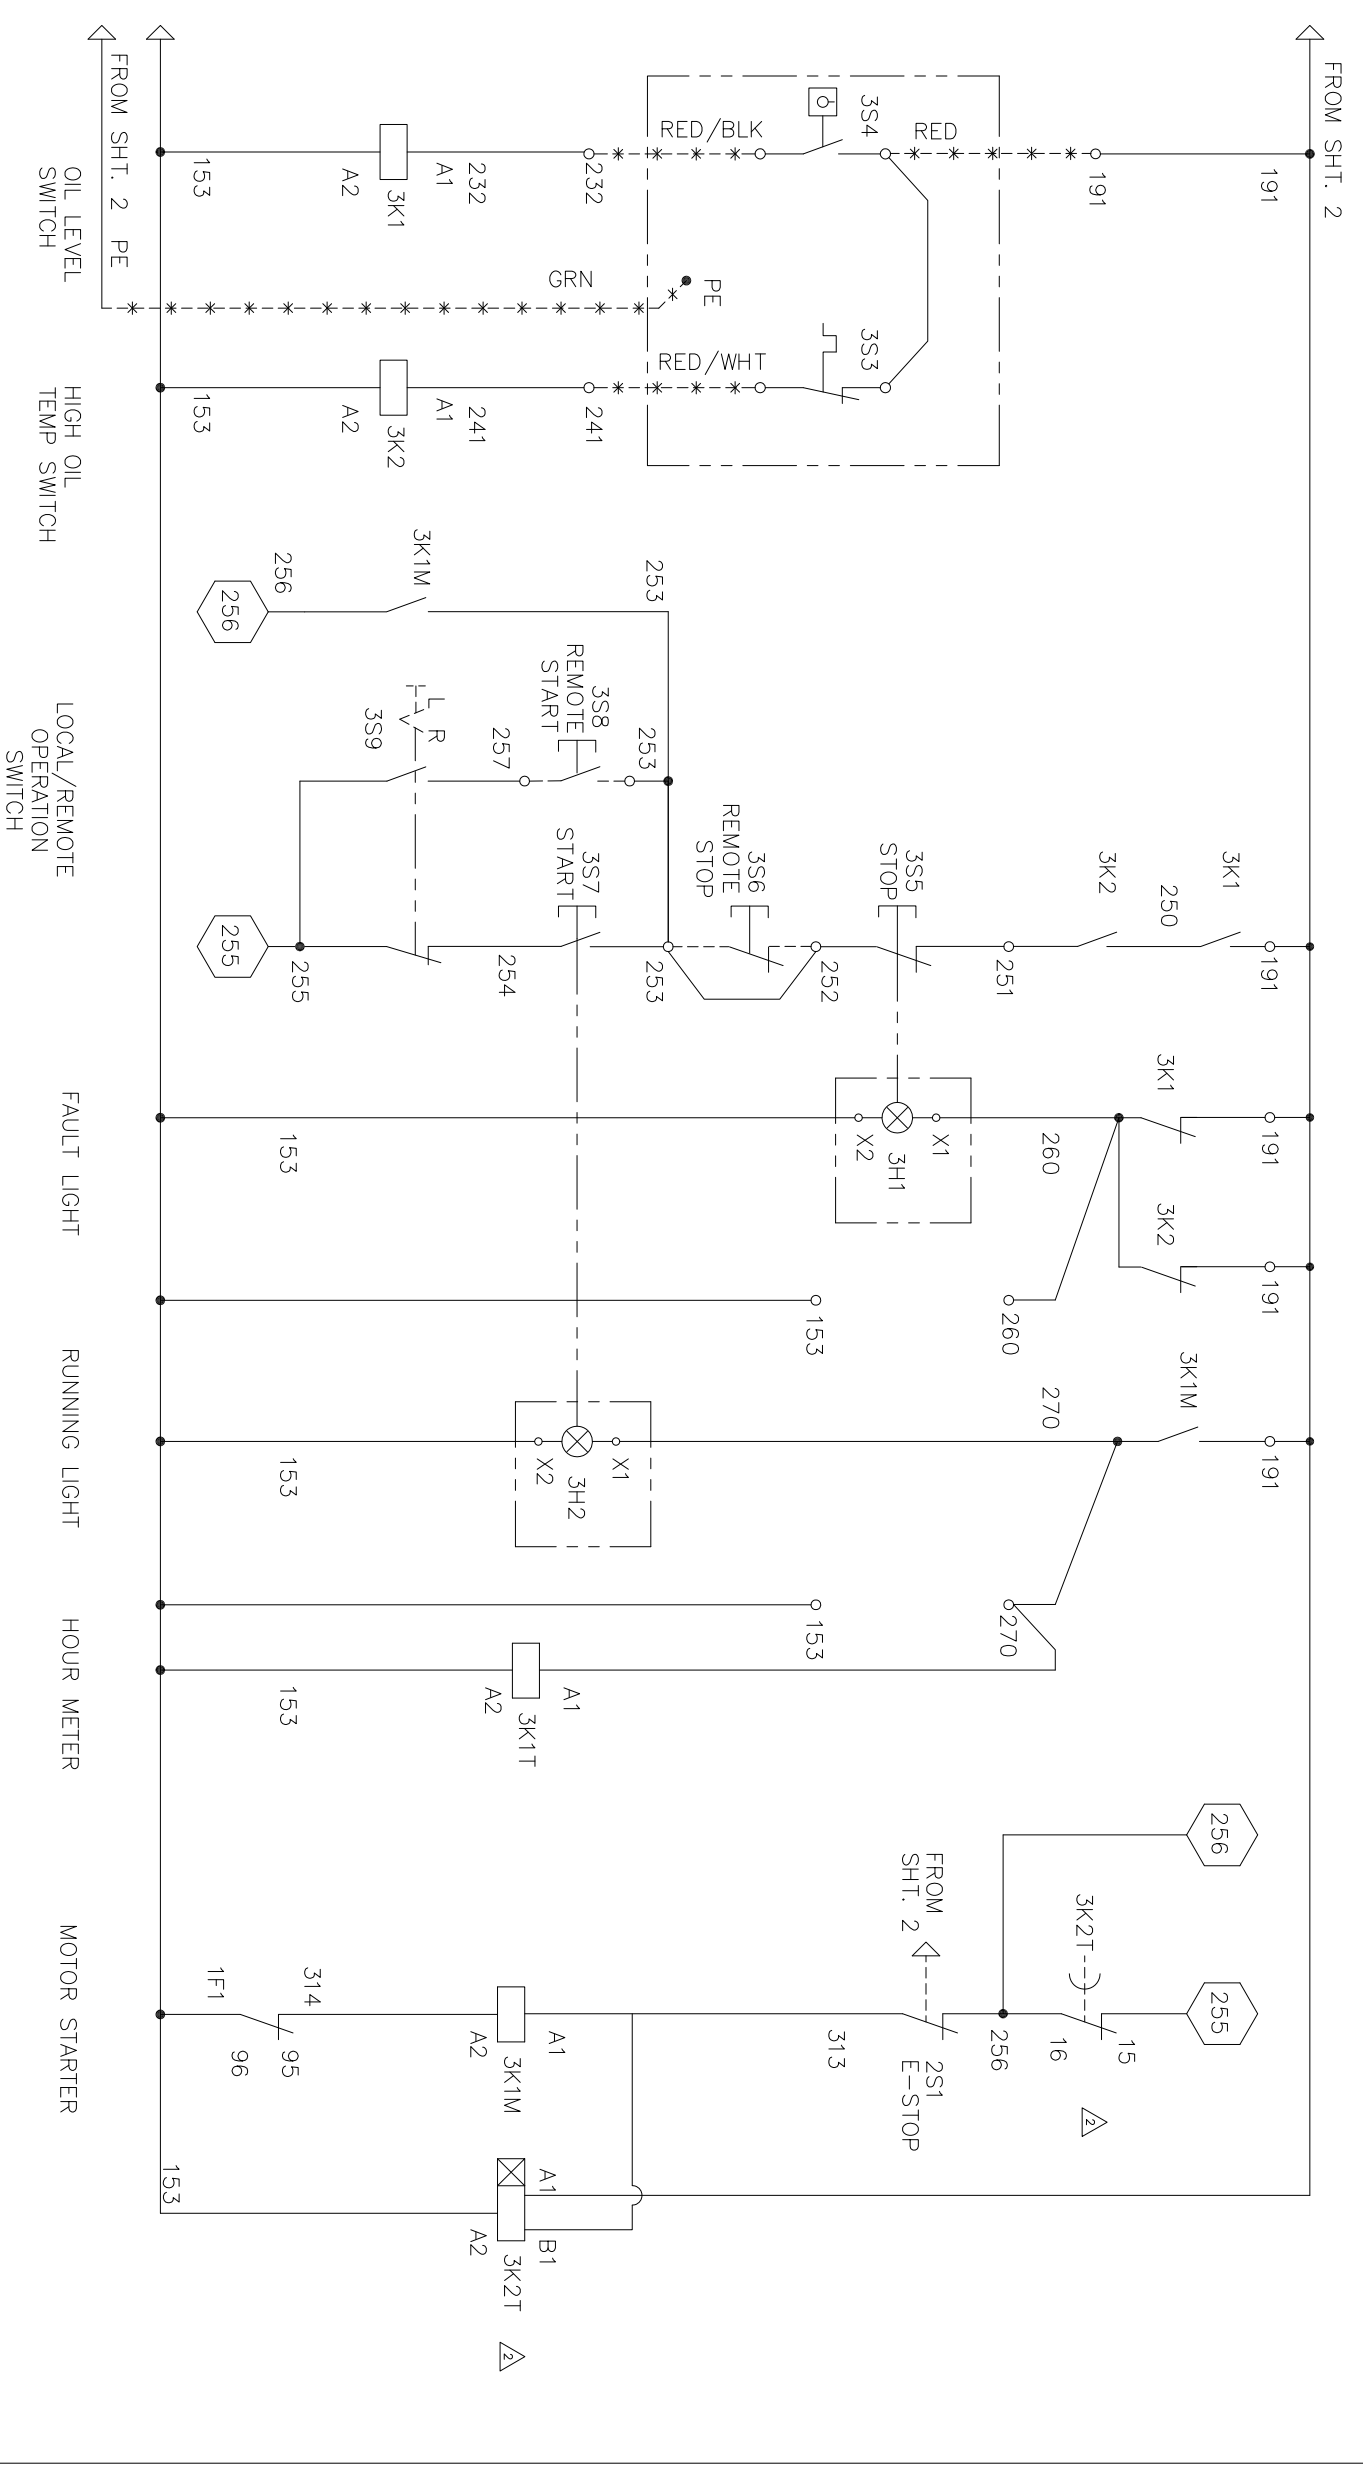 FROM SHT. 2
191
191
RED
3S4
RED/BLK
232
232
A1
3K1
A2
153
FROM SHT. 2 PE
OIL LEVEL
SWITCH
PE
GRN
3S3
RED/WHT
241
241
A1
3K2
A2
153
HIGH OIL
TEMP SWITCH
253
3K1M
256
256
253
3S8
REMOTE
START
257
L R
3S9
LOCAL/REMOTE
OPERATION
SWITCH
191
3K1
250
3K2
251
3S5
STOP
252
3S6
REMOTE
STOP
253
3S7
START
254
255
255
191
3K1
260
X1
3H1
X2
153
FAULT LIGHT
191
3K2
260
153
191
3K1M
270
X1
3H2
X2
153
RUNNING LIGHT
270
153
A1
3K1T
A2
153
HOUR METER
256
255
3K2T
15
16
2
256
FROM
SHT. 2
2S1
E-STOP
313
A1
3K1M
A2
314
95
1F1
96
MOTOR STARTER
A1
B1
3K2T
A2
2
153